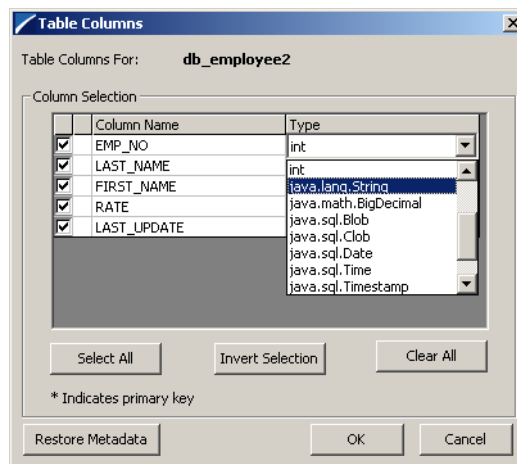 Table Columns
Table Columns For: db_employee2
Column Selection
Column Name Type
EMP_NO int
LAST_NAME int
FIRST_NAME java.lang.String
RATE java.math.BigDecimal
LAST_UPDATE java.sql.Blob
java.sql.Clob
java.sql.Date
java.sql.Time
java.sql.Timestamp
Select All Invert Selection Clear All
* Indicates primary key
Restore Metadata OK Cancel